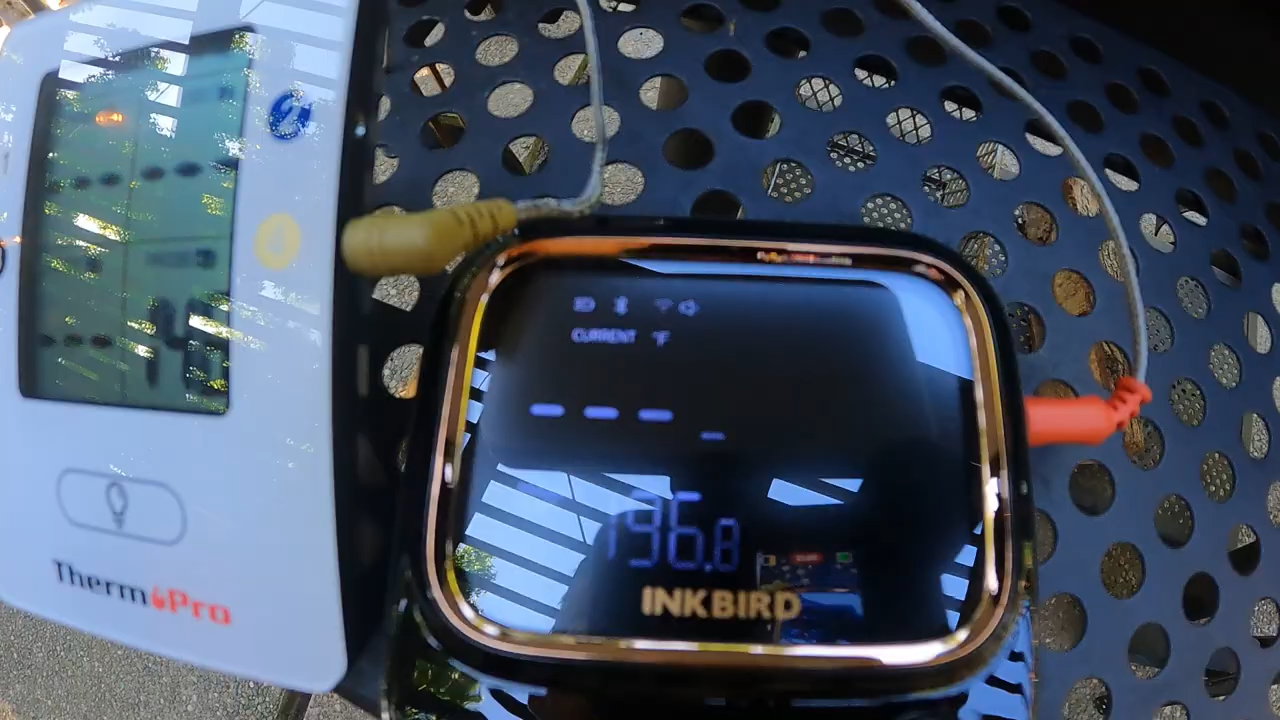 ThermoPro
CURRENT °F
---.-
196.8
INKBIRD